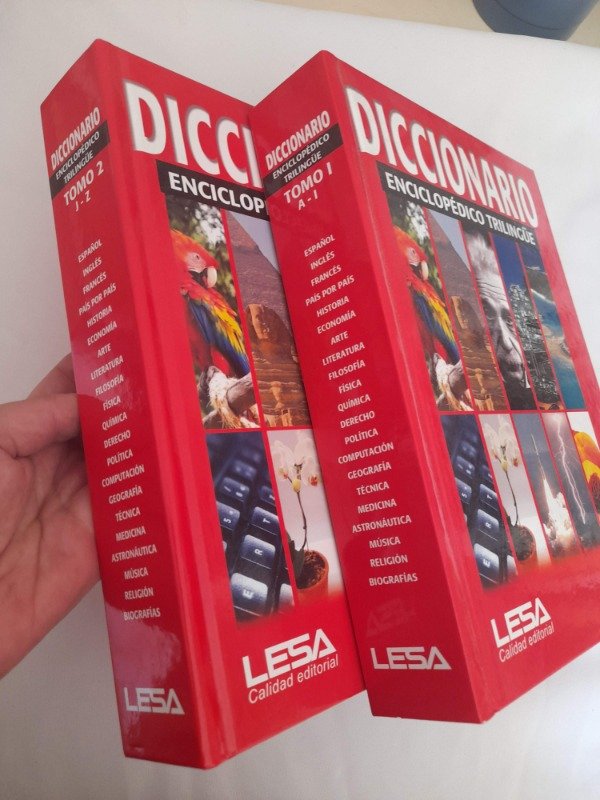 DICCIONARIO
ENCICLOPÉDICO
TRILINGÜE
TOMO 2
J - Z
ESPAÑOL
INGLÉS
FRANCÉS
PAÍS POR PAÍS
HISTORIA
ECONOMÍA
ARTE
LITERATURA
FILOSOFÍA
FÍSICA
QUÍMICA
DERECHO
POLÍTICA
COMPUTACIÓN
GEOGRAFÍA
TÉCNICA
MEDICINA
ASTRONÁUTICA
MÚSICA
RELIGIÓN
BIOGRAFÍAS
LESA
DICCI
ENCICLOP
LESA
Calidad editorial
DICCIONARIO
ENCICLOPÉDICO
TRILINGÜE
TOMO I
A - I
ESPAÑOL
INGLÉS
FRANCÉS
PAÍS POR PAÍS
HISTORIA
ECONOMÍA
ARTE
LITERATURA
FILOSOFÍA
FÍSICA
QUÍMICA
DERECHO
POLÍTICA
COMPUTACIÓN
GEOGRAFÍA
TÉCNICA
MEDICINA
ASTRONÁUTICA
MÚSICA
RELIGIÓN
BIOGRAFÍAS
LESA
DICCIONARIO
ENCICLOPÉDICO TRILINGÜE
LESA
Calidad editorial